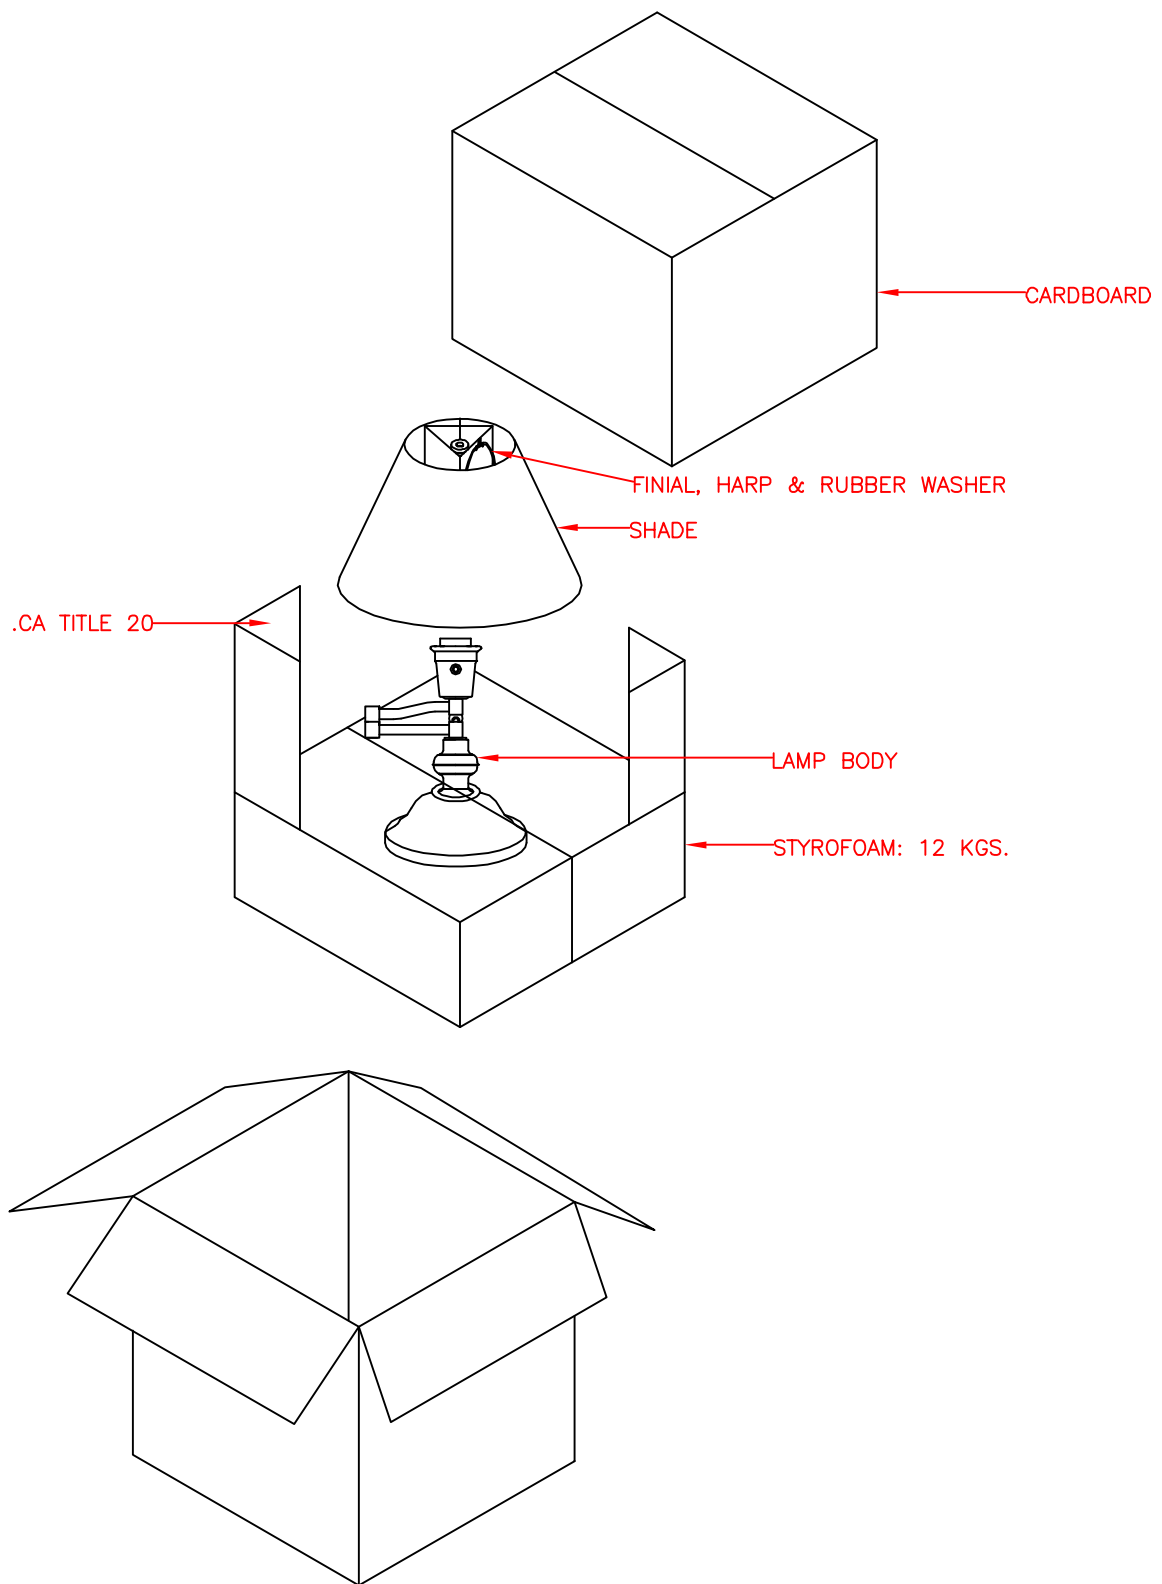 CARDBOARD
FINIAL, HARP & RUBBER WASHER
SHADE
.CA TITLE 20
LAMP BODY
STYROFOAM: 12 KGS.